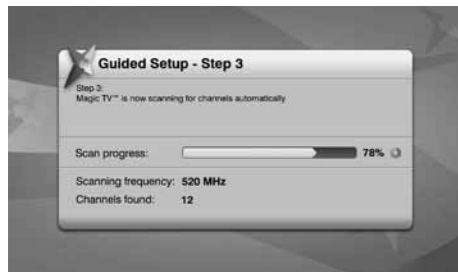 Guided Setup - Step 3
Step 3:
Magic TV™ is now scanning for channels automatically
Scan progress: 78%
Scanning frequency: 520 MHz
Channels found: 12